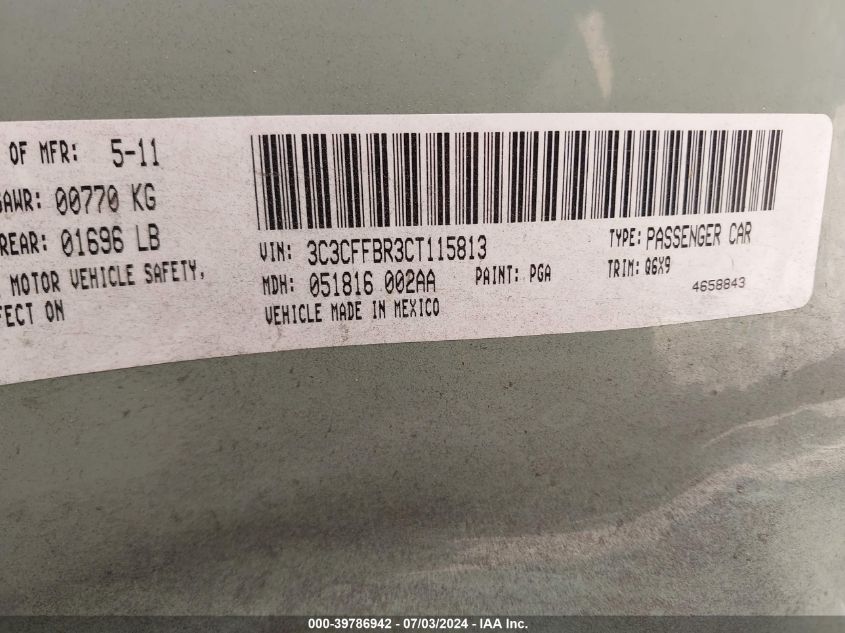 OF MFR: 5-11
GAWR: 00770 KG
REAR: 01696 LB
MOTOR VEHICLE SAFETY,
FECT ON
VIN: 3C3CFFBR3CT115813
TYPE: PASSENGER CAR
MDH: 051816 002AA
PAINT: PGA
TRIM: Q6X9
4658843
VEHICLE MADE IN MEXICO
000-39786942 - 07/03/2024 - IAA Inc.